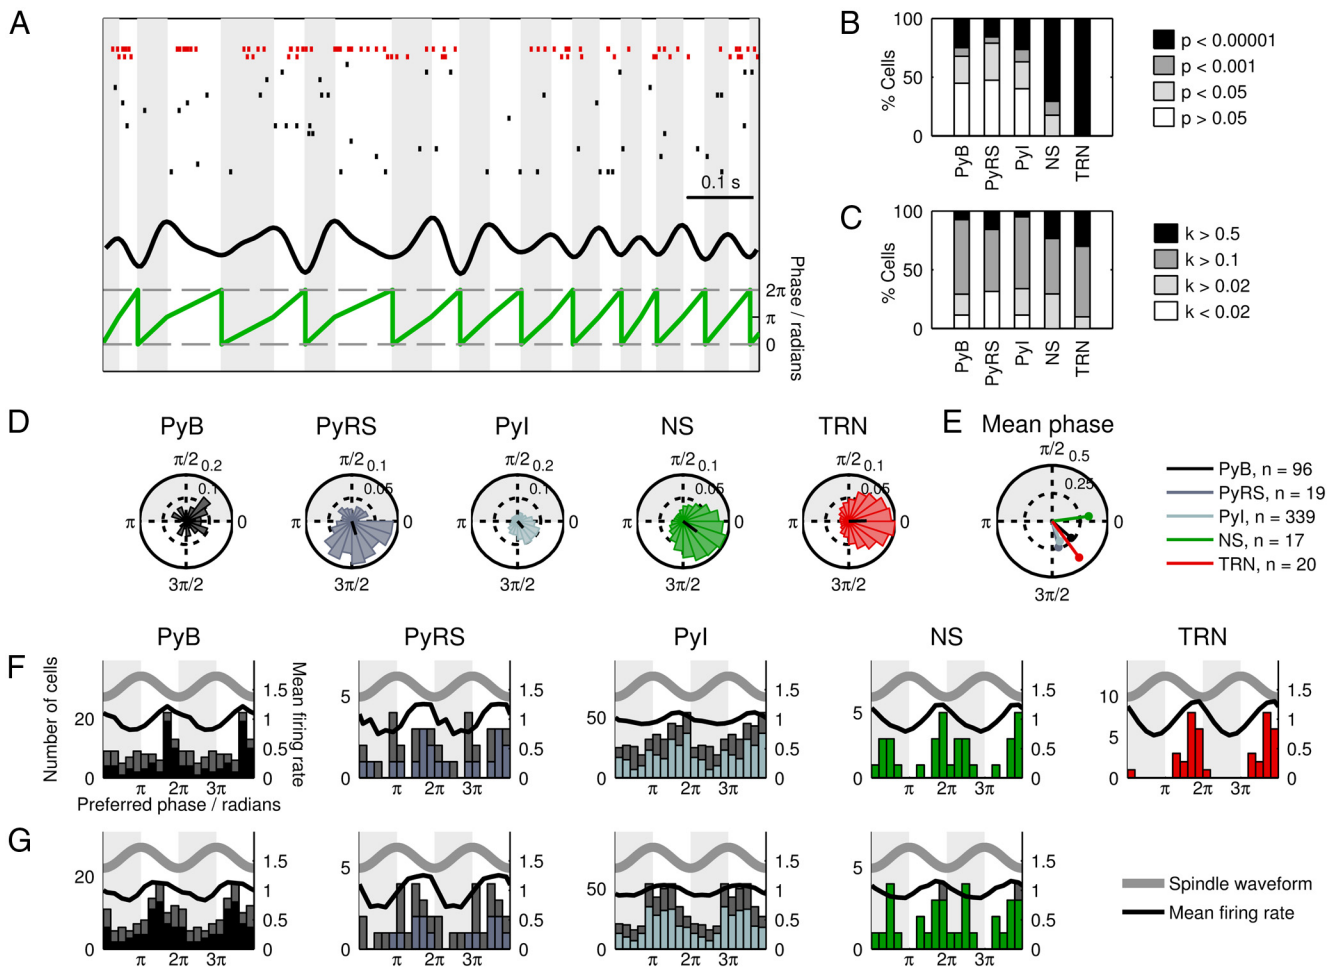 A
0.1 s
Phase / radians
2π
π
0
B
100
50
0
% Cells
PyB
PyRS
PyI
NS
TRN
p < 0.00001
p < 0.001
p < 0.05
p > 0.05
C
100
50
0
% Cells
PyB
PyRS
PyI
NS
TRN
k > 0.5
k > 0.1
k > 0.02
k < 0.02
D
PyB
π/2 0.2
0.1
π
0
3π/2
PyRS
π/2 0.1
0.05
π
0
3π/2
PyI
π/2 0.2
0.1
π
0
3π/2
NS
π/2 0.1
0.05
π
0
3π/2
TRN
π/2 0.1
0.05
π
0
3π/2
E
Mean phase
π/2 0.5
0.25
π
0
3π/2
PyB, n = 96
PyRS, n = 19
PyI, n = 339
NS, n = 17
TRN, n = 20
F
PyB
Number of cells
20
0
1.5
1
0.5
0
Mean firing rate
π 2π 3π
Preferred phase / radians
PyRS
5
0
1.5
1
0.5
0
π 2π 3π
PyI
50
0
1.5
1
0.5
0
π 2π 3π
NS
5
0
1.5
1
0.5
0
π 2π 3π
TRN
10
5
0
1.5
1
0.5
0
π 2π 3π
G
20
0
1.5
1
0.5
0
π 2π 3π
5
0
1.5
1
0.5
0
π 2π 3π
50
0
1.5
1
0.5
0
π 2π 3π
5
0
1.5
1
0.5
0
π 2π 3π
Spindle waveform
Mean firing rate